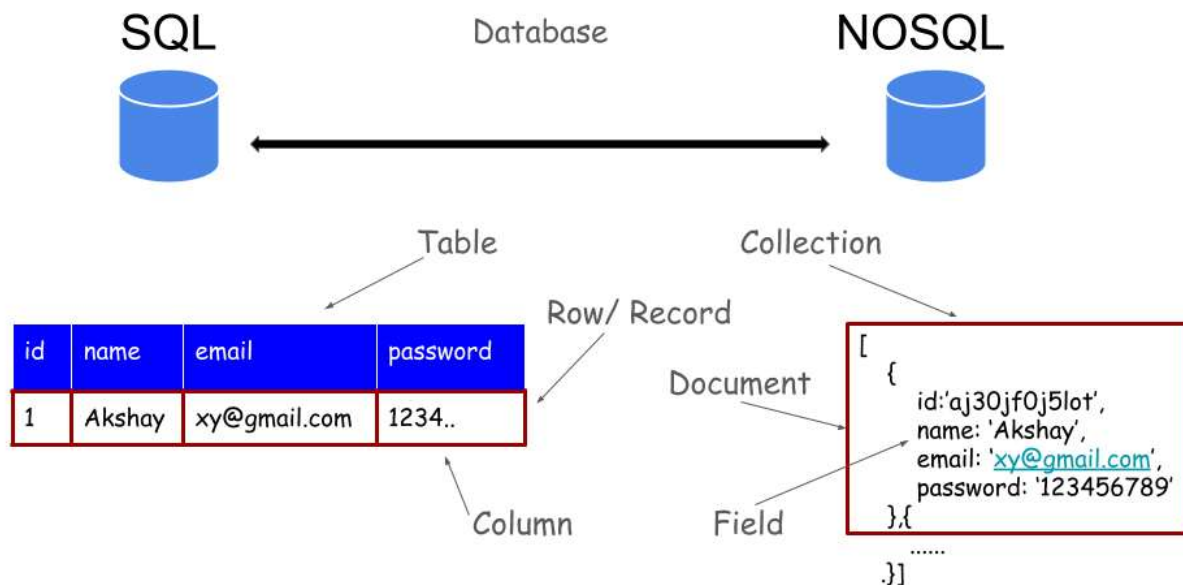 SQL
Database
NOSQL
Table
Collection
Row/ Record
id name email password
1 Akshay xy@gmail.com 1234..
Column
Document
Field
[
{
id:'aj30jf0j5lot',
name: 'Akshay',
email: 'xy@gmail.com',
password: '123456789'
},{
......
.}]